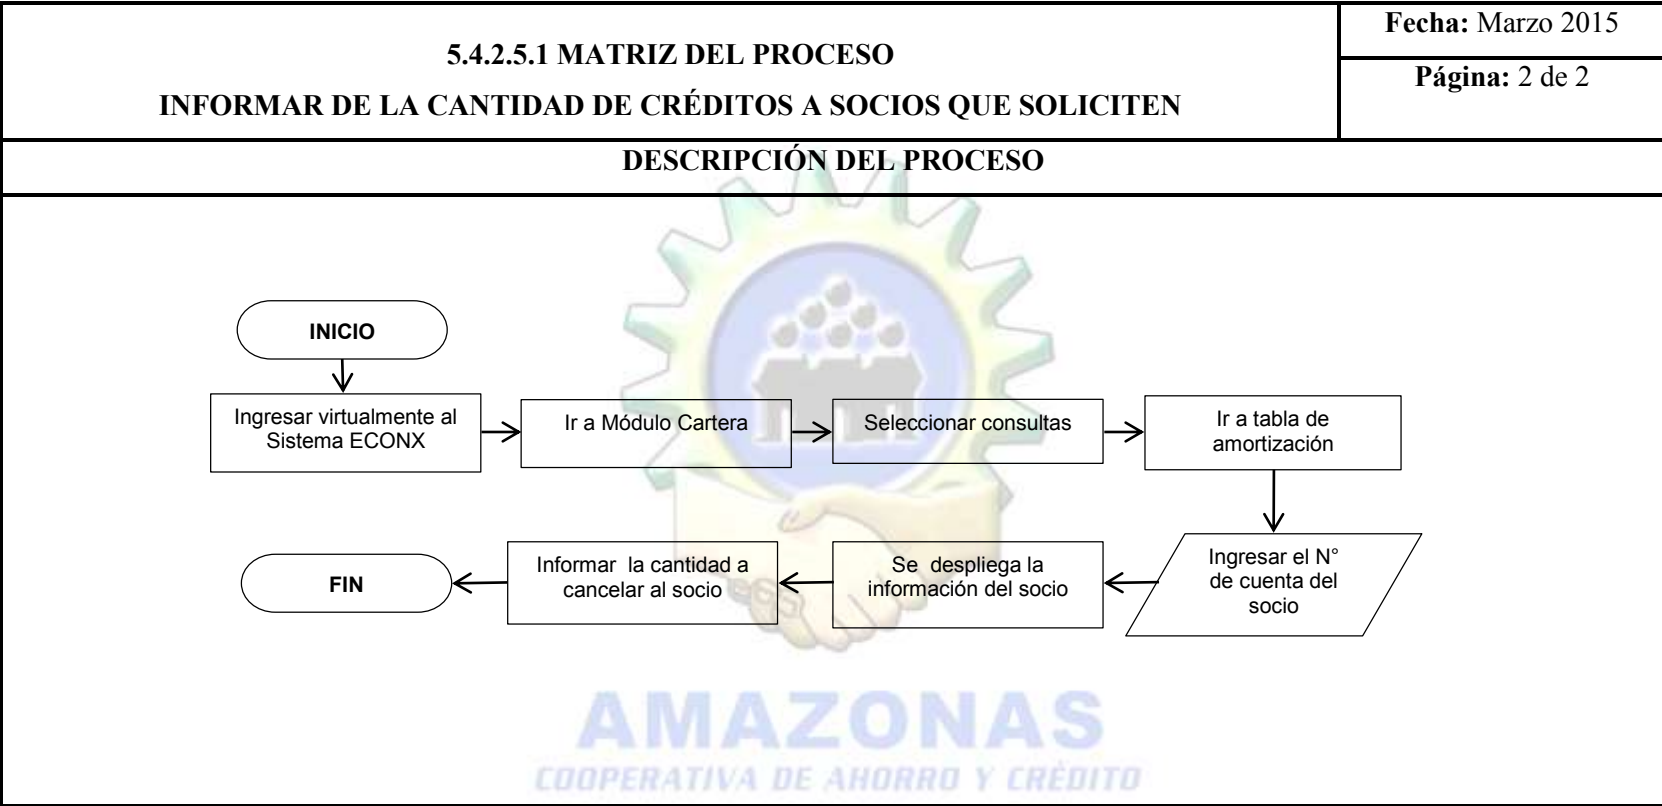 5.4.2.5.1 MATRIZ DEL PROCESO
INFORMAR DE LA CANTIDAD DE CRÉDITOS A SOCIOS QUE SOLICITEN
Fecha: Marzo 2015
Página: 2 de 2
DESCRIPCIÓN DEL PROCESO
INICIO
Ingresar virtualmente al
Sistema ECONX
Ir a Módulo Cartera
Seleccionar consultas
Ir a tabla de
amortización
Ingresar el N°
de cuenta del
socio
Se despliega la
información del socio
Informar la cantidad a
cancelar al socio
FIN
AMAZONAS
COOPERATIVA DE AHORRO Y CRÉDITO